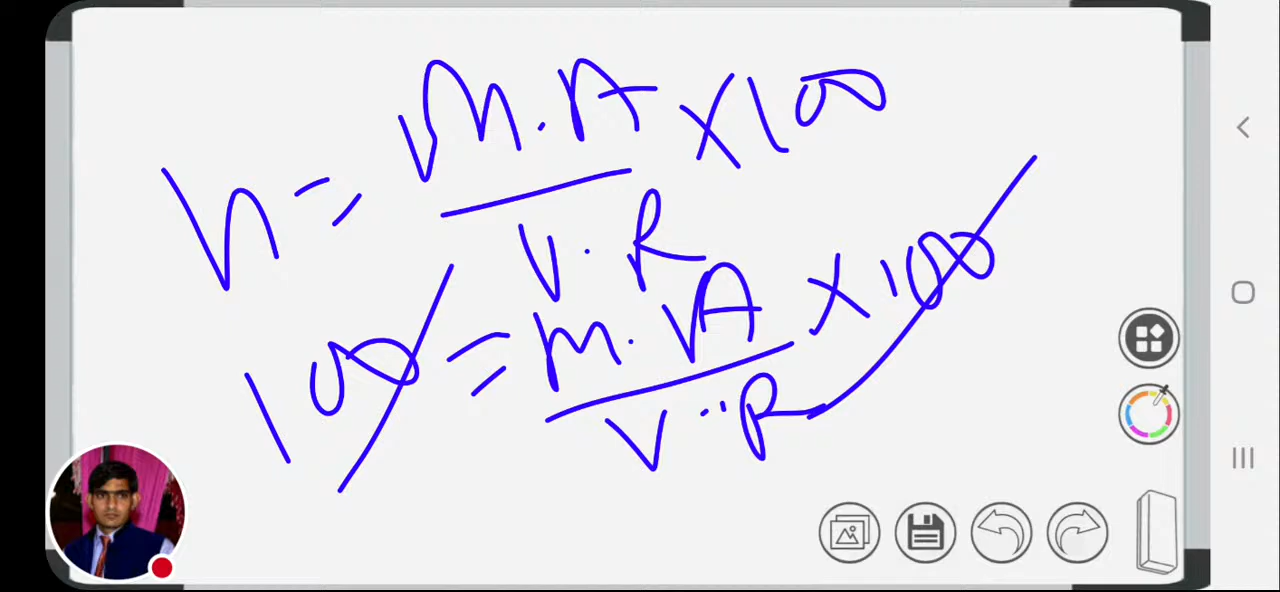 η = M.A / V.R × 100
100 = M.A / V.R × 100